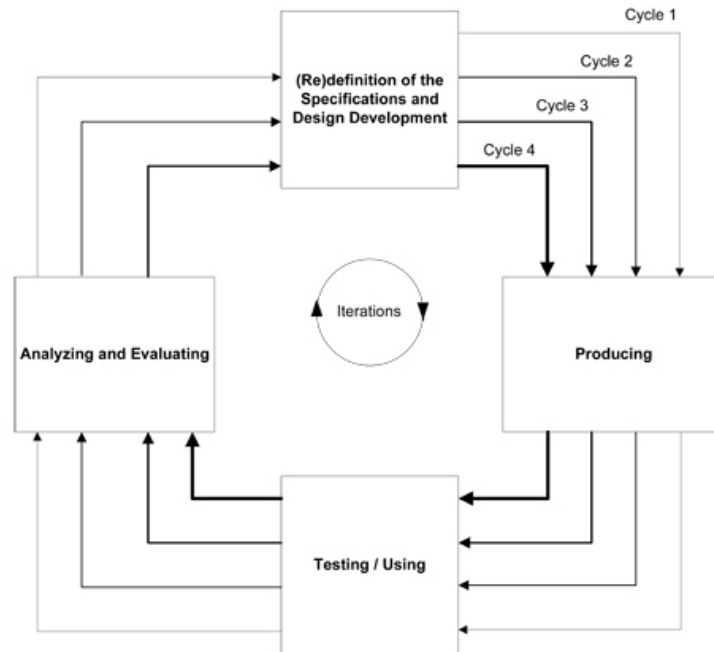 Cycle 1
(Re)definition of the
Specifications and
Design Development
Cycle 2
Cycle 3
Cycle 4
Iterations
Analyzing and Evaluating
Producing
Testing / Using